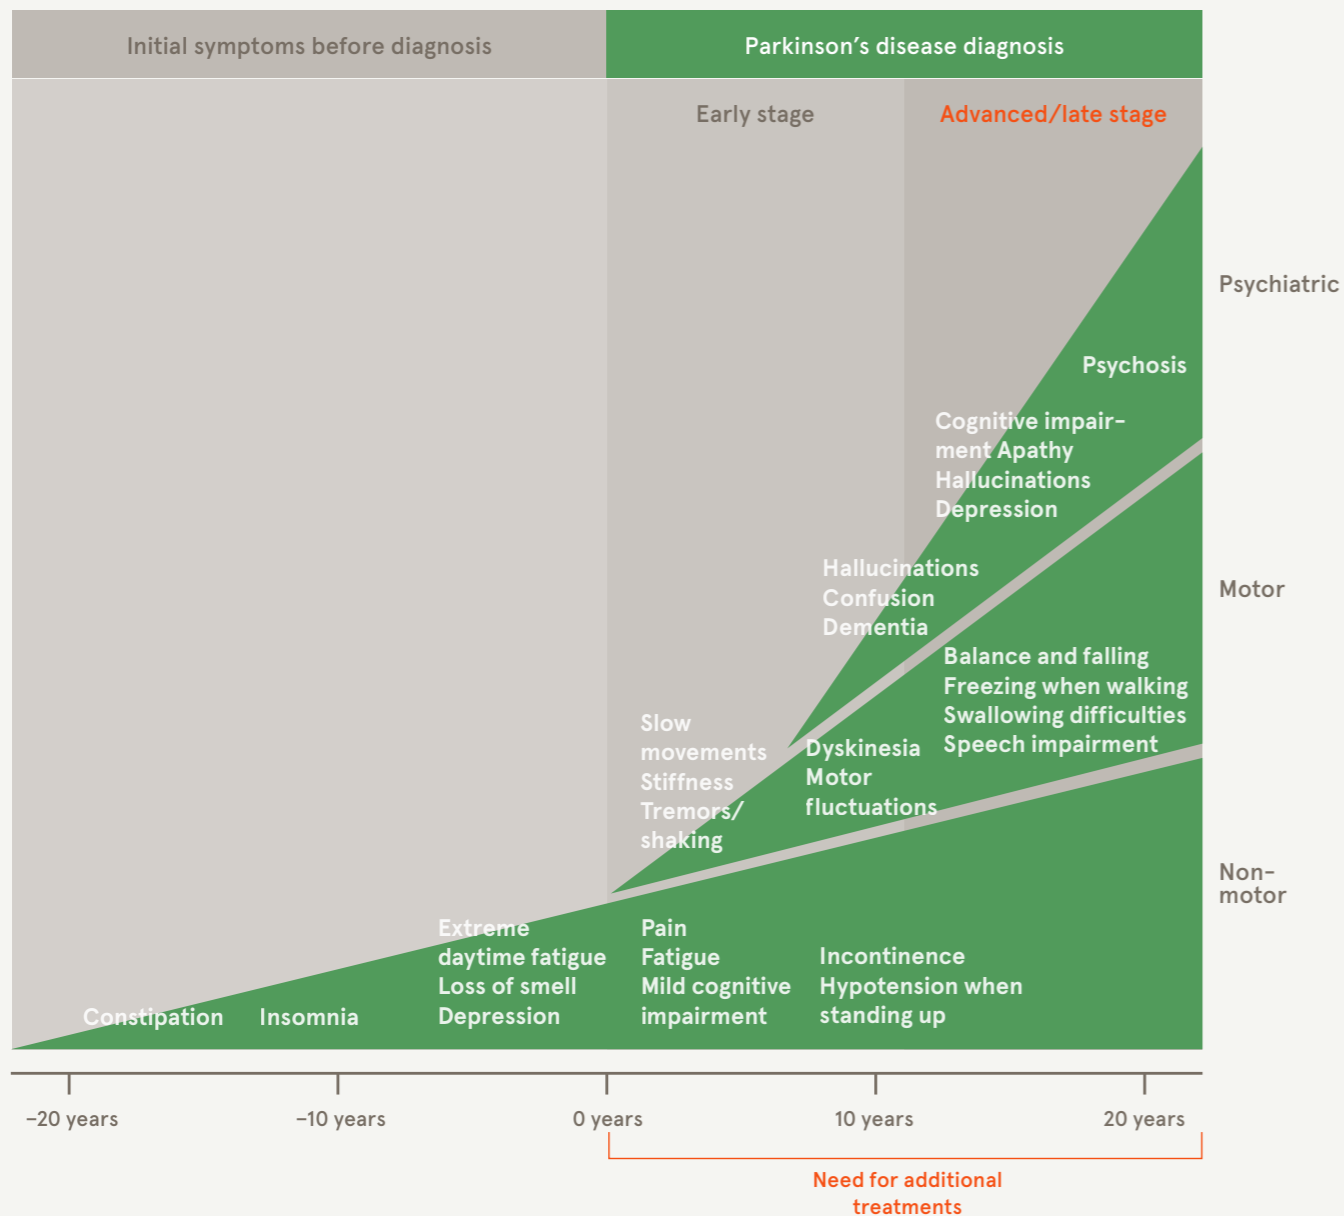 Initial symptoms before diagnosis
Parkinson’s disease diagnosis
Early stage
Advanced/late stage
Psychiatric
Psychosis
Cognitive impair-
ment Apathy
Hallucinations
Depression
Hallucinations
Confusion
Dementia
Motor
Balance and falling
Freezing when walking
Swallowing difficulties
Speech impairment
Slow
movements
Stiffness
Tremors/
shaking
Dyskinesia
Motor
fluctuations
Non-
motor
Extreme
daytime fatigue
Loss of smell
Depression
Pain
Fatigue
Mild cognitive
impairment
Incontinence
Hypotension when
standing up
Constipation
Insomnia
–20 years
–10 years
0 years
10 years
20 years
Need for additional
treatments